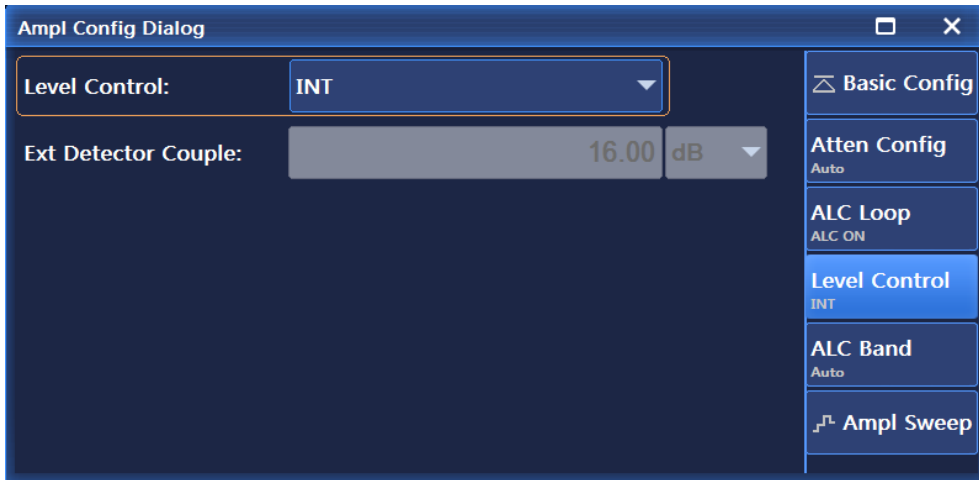 Ampl Config Dialog
Level Control: INT
Ext Detector Couple: 16.00 dB
Basic Config
Atten Config
Auto
ALC Loop
ALC ON
Level Control
INT
ALC Band
Auto
Ampl Sweep